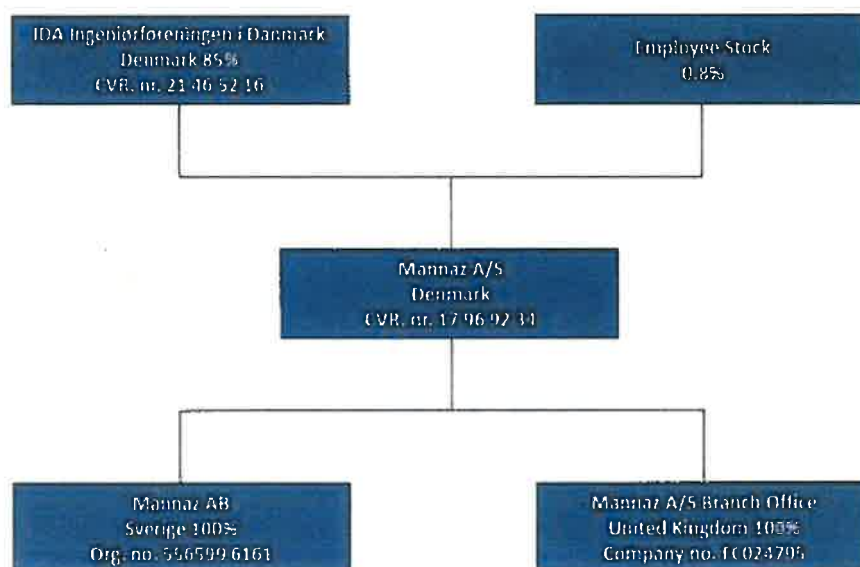 IDA Ingeniørforeningen i Danmark
Denmark 85%
CVR. nr. 21 46 52 16
Employee Stock
0.8%
Mannaz A/S
Denmark
CVR. nr. 17 96 92 34
Mannaz AB
Sverige 100%
Org. no. 556599 6161
Mannaz A/S Branch Office
United Kingdom 100%
Company no. FC024795